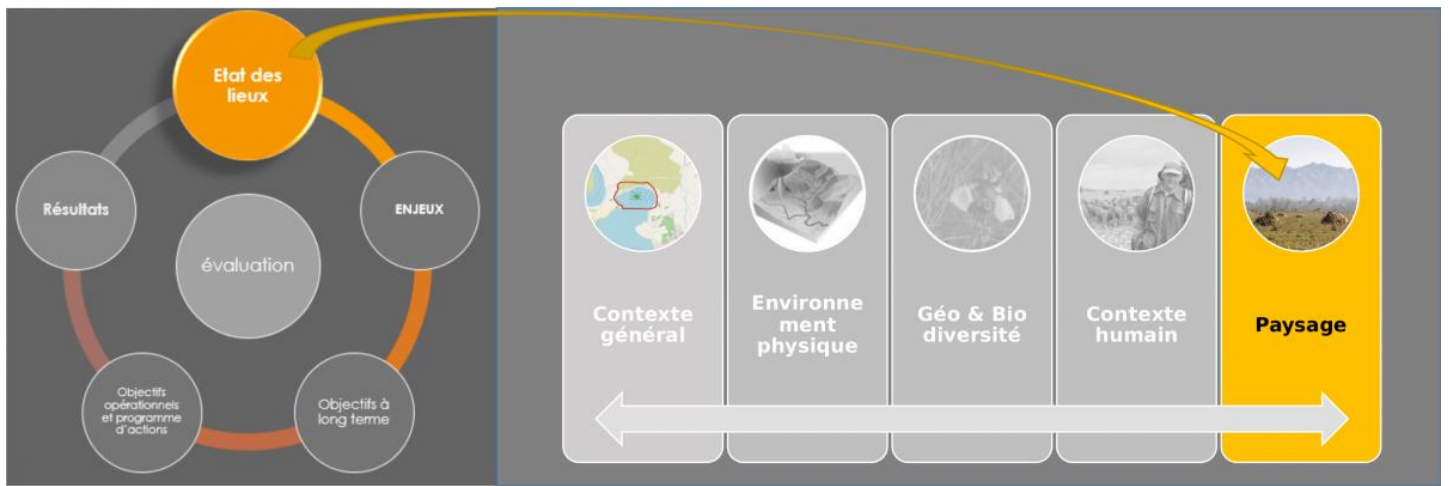 Etat des
lieux
Résultats
ENJEUX
évaluation
Objectifs
opérationnels
et programme
d'actions
Objectifs à
long terme
Contexte
général
Environne
ment
physique
Géo & Bio
diversité
Contexte
humain
Paysage